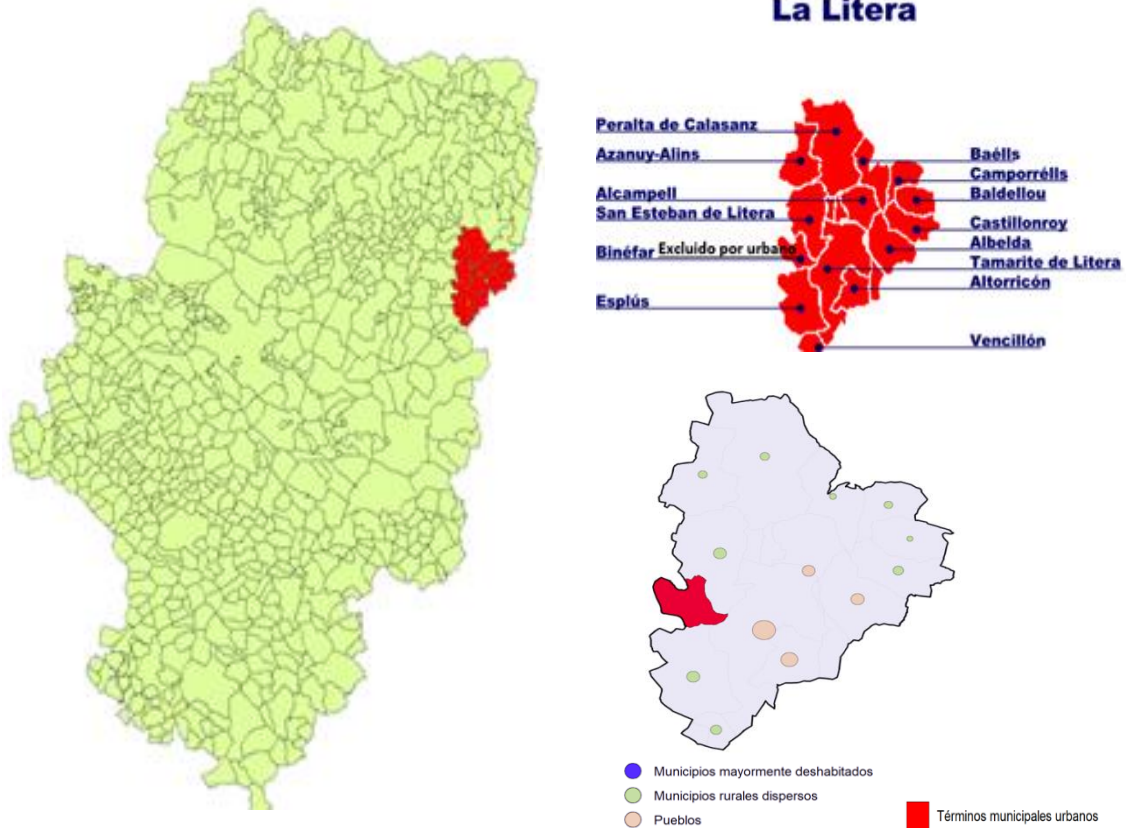 La Litera
Peralta de Calasanz
Azanuy-Alins
Baélls
Camporrélls
Alcampell
Baldellou
San Esteban de Litera
Castillonroy
Albelda
Binéfar Excluido por urbano
Tamarite de Litera
Altorricón
Esplús
Vencillón
Municipios mayormente deshabitados
Municipios rurales dispersos
Pueblos
Términos municipales urbanos